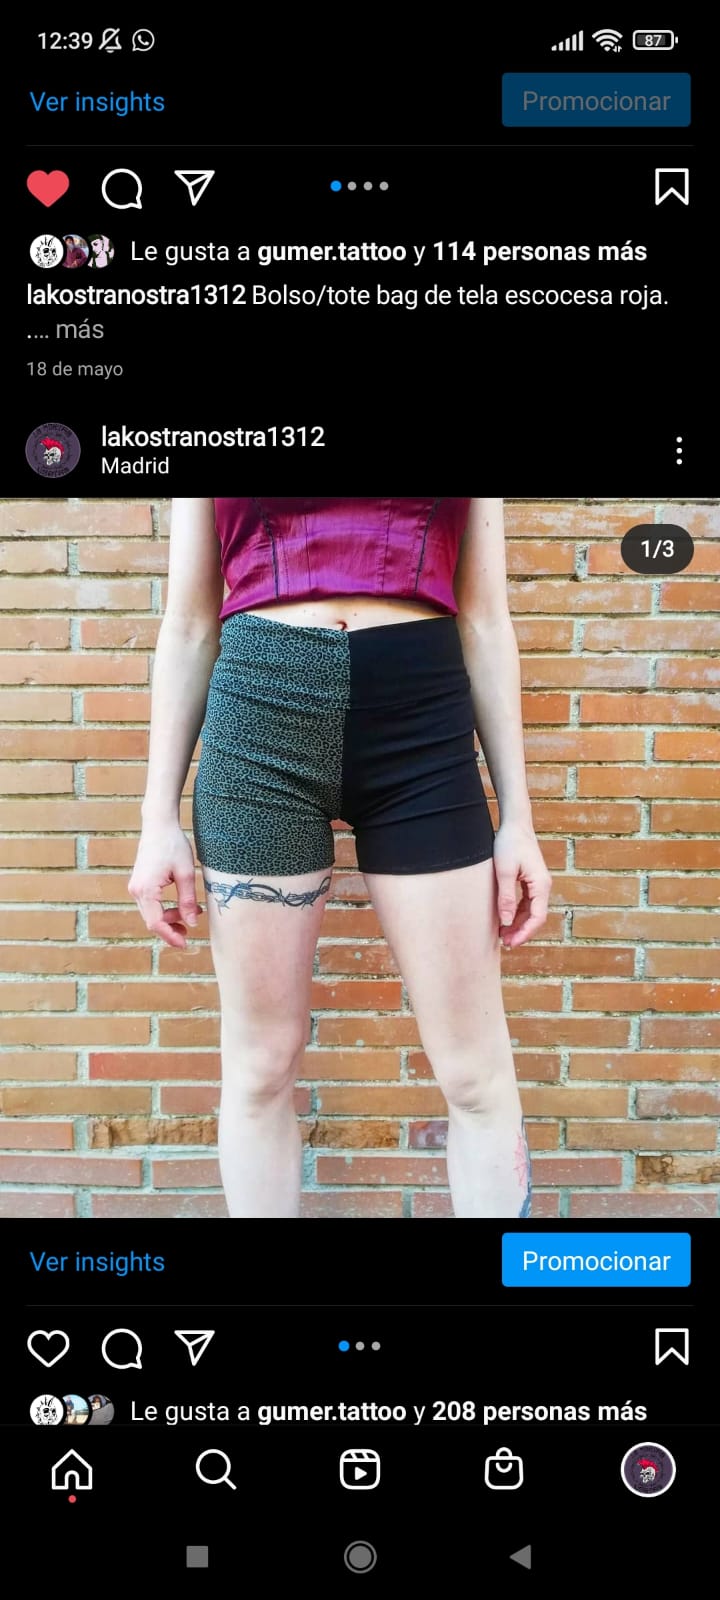 12:39
87
Ver insights
Promocionar
Le gusta a gumer.tattoo y 114 personas más
lakostranostra1312 Bolso/tote bag de tela escocesa roja.
.... más
18 de mayo
lakostranostra1312
Madrid
1/3
Ver insights
Promocionar
Le gusta a gumer.tattoo y 208 personas más